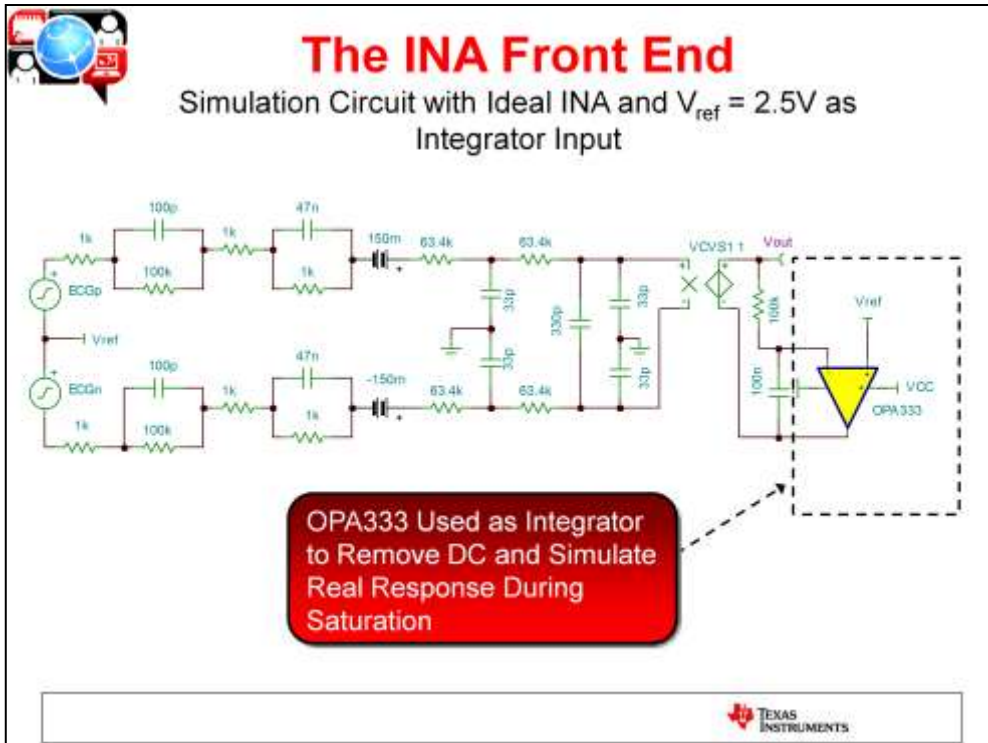 The INA Front End
Simulation Circuit with Ideal INA and Vref = 2.5V as
Integrator Input
100p
47n
1k
1k
150m
63.4k
63.4k
VCVS1 1
Vout
+
100k
1k
+
ECGp
33p
330p
33p
100k
Vref
Vref
+
ECGn
100p
47n
-150m
33p
33p
100n
VCC
OPA333
1k
63.4k
63.4k
+
1k
100k
1k
OPA333 Used as Integrator
to Remove DC and Simulate
Real Response During
Saturation
TEXAS
INSTRUMENTS